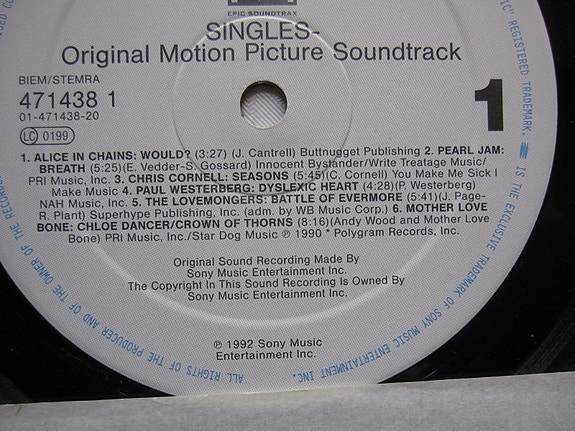 EPIC SOUNDTRAX
SINGLES-
Original Motion Picture Soundtrack
BIEM/STEMRA
471438 1
01-471438-20
LC 0199
1
1. ALICE IN CHAINS: WOULD? (3:27) (J. Cantrell) Buttnugget Publishing 2. PEARL JAM:
BREATH (5:25)(E. Vedder-S. Gossard) Innocent Bystander/Write Treatage Music/
PRI Music, Inc. 3. CHRIS CORNELL: SEASONS (5:45)(C. Cornell) You Make Me Sick I
Make Music 4. PAUL WESTERBERG: DYSLEXIC HEART (4:28)(P. Westerberg)
NAH Music, Inc. 5. THE LOVEMONGERS: BATTLE OF EVERMORE (5:41)(J. Page-
R. Plant) Superhype Publishing, Inc. (adm. by WB Music Corp.) 6. MOTHER LOVE
BONE: CHLOE DANCER/CROWN OF THORNS (8:16)(Andy Wood and Mother Love
Bone) PRI Music, Inc./Star Dog Music ℗ 1990 * Polygram Records, Inc.
Original Sound Recording Made By
Sony Music Entertainment Inc.
The Copyright In This Sound Recording Is Owned By
Sony Music Entertainment Inc.
℗ 1992 Sony Music
Entertainment Inc.
REGISTERED TRADEMARK.
IS THE EXCLUSIVE TRADEMARK OF SONY MUSIC ENTERTAINMENT INC.
ALL RIGHTS OF THE PRODUCER AND OF THE OWNER OF THE RECORDED